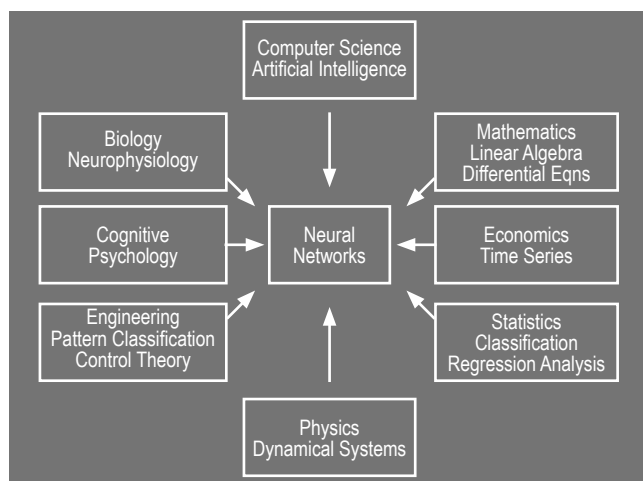 Computer Science
Artificial Intelligence
Biology
Neurophysiology
Mathematics
Linear Algebra
Differential Eqns
Cognitive
Psychology
Neural
Networks
Economics
Time Series
Engineering
Pattern Classification
Control Theory
Statistics
Classification
Regression Analysis
Physics
Dynamical Systems